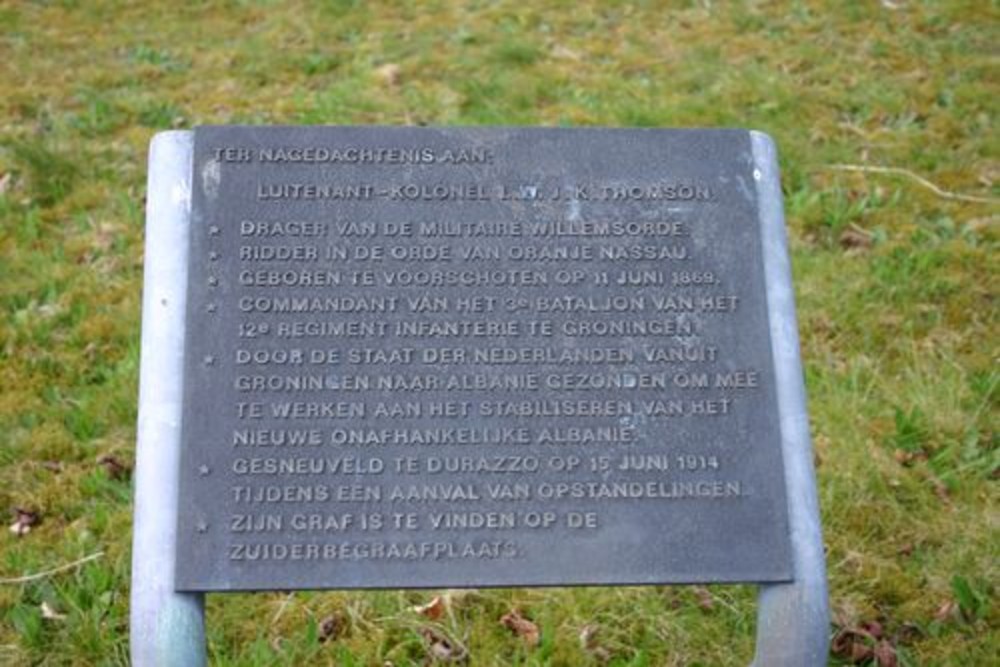 TER NAGEDACHTENIS AAN:
LUITENANT-KOLONEL L.W.J.K. THOMSON.
* DRAGER VAN DE MILITAIRE WILLEMSORDE.
* RIDDER IN DE ORDE VAN ORANJE NASSAU.
* GEBOREN TE VOORSCHOTEN OP 11 JUNI 1869.
* COMMANDANT VAN HET 3e BATALJON VAN HET
12e REGIMENT INFANTERIE TE GRONINGEN.
* DOOR DE STAAT DER NEDERLANDEN VANUIT
GRONINGEN NAAR ALBANIE GEZONDEN OM MEE
TE WERKEN AAN HET STABILISEREN VAN HET
NIEUWE ONAFHANKELIJKE ALBANIE.
* GESNEUVELD TE DURAZZO OP 15 JUNI 1914
TIJDENS EEN AANVAL VAN OPSTANDELINGEN.
* ZIJN GRAF IS TE VINDEN OP DE
ZUIDERBEGRAAFPLAATS.